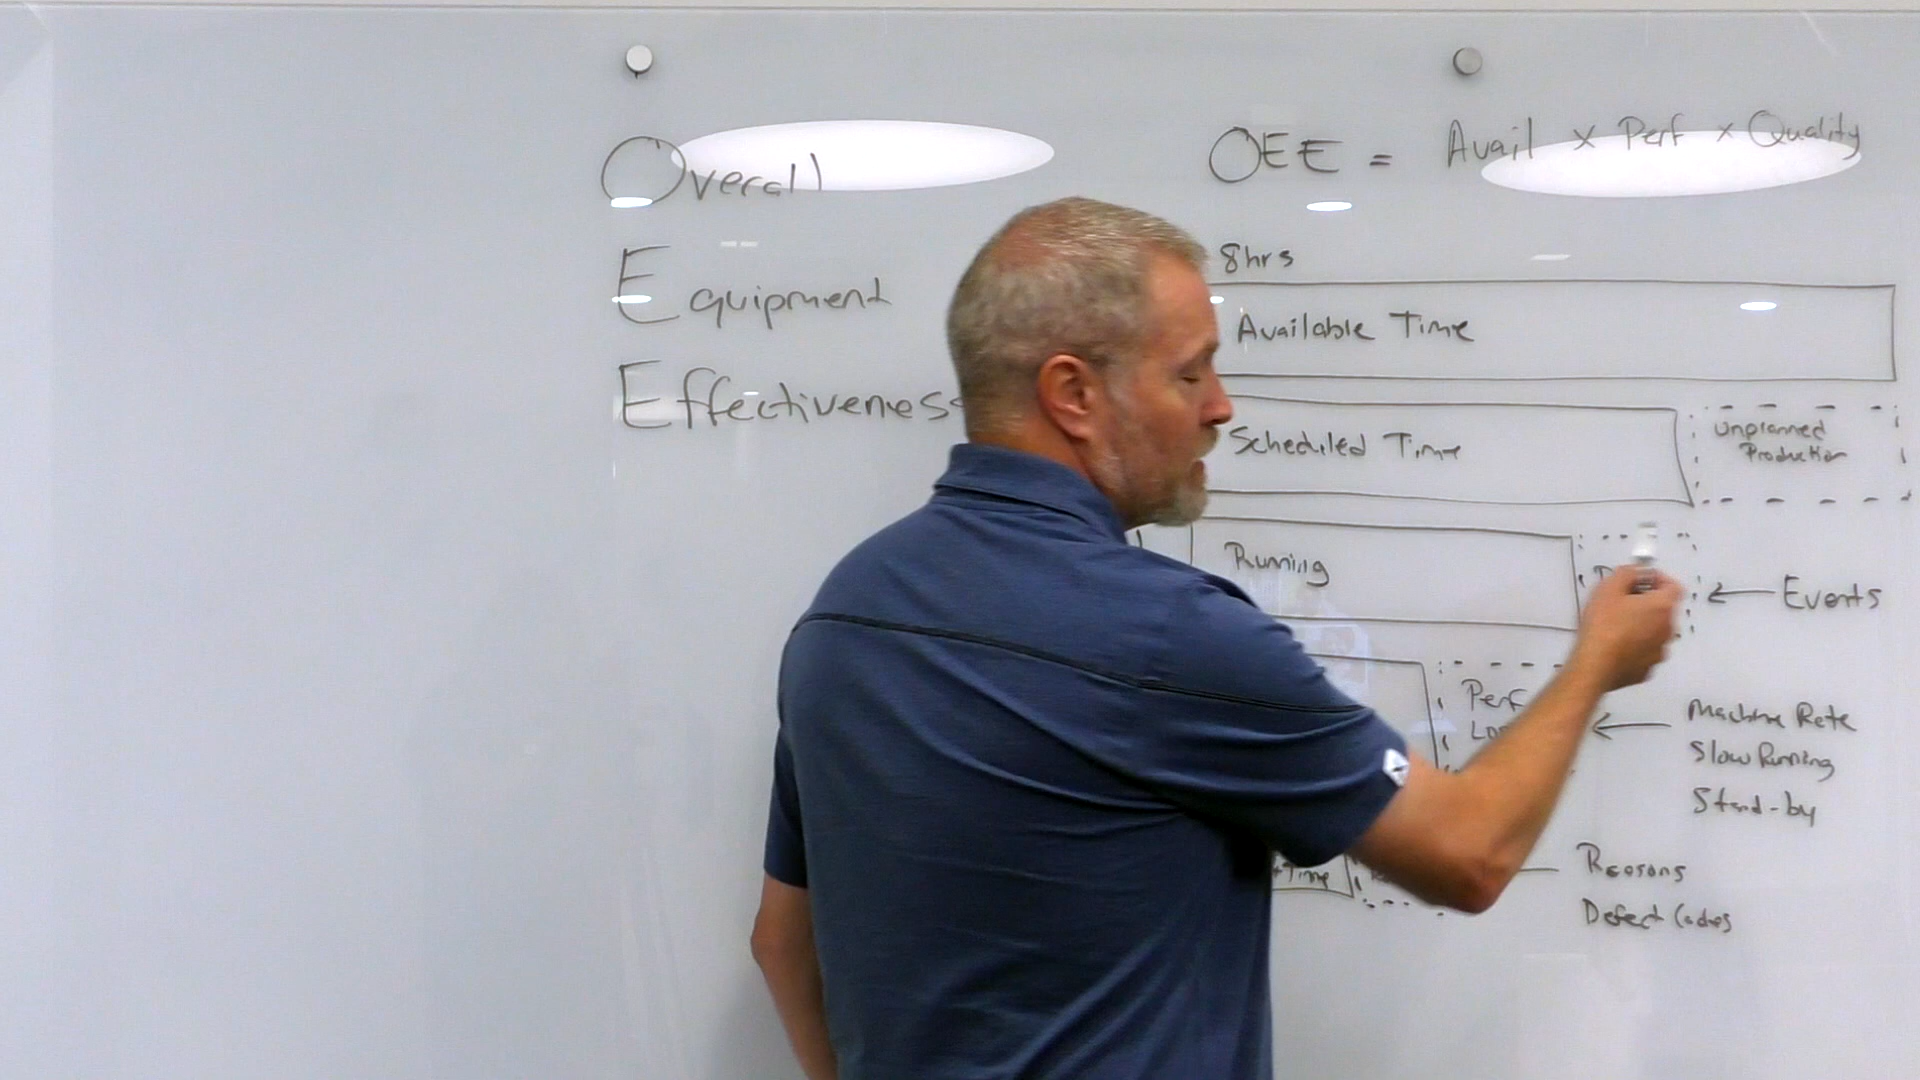 Overall
Equipment
Effectiveness
OEE = Avail x Perf x Quality
8hrs
Available Time
Scheduled Time
Unplanned
Production
Running
Events
Perf
Machine Rate
Slow Running
Stand-by
Time
Reasons
Defect Codes